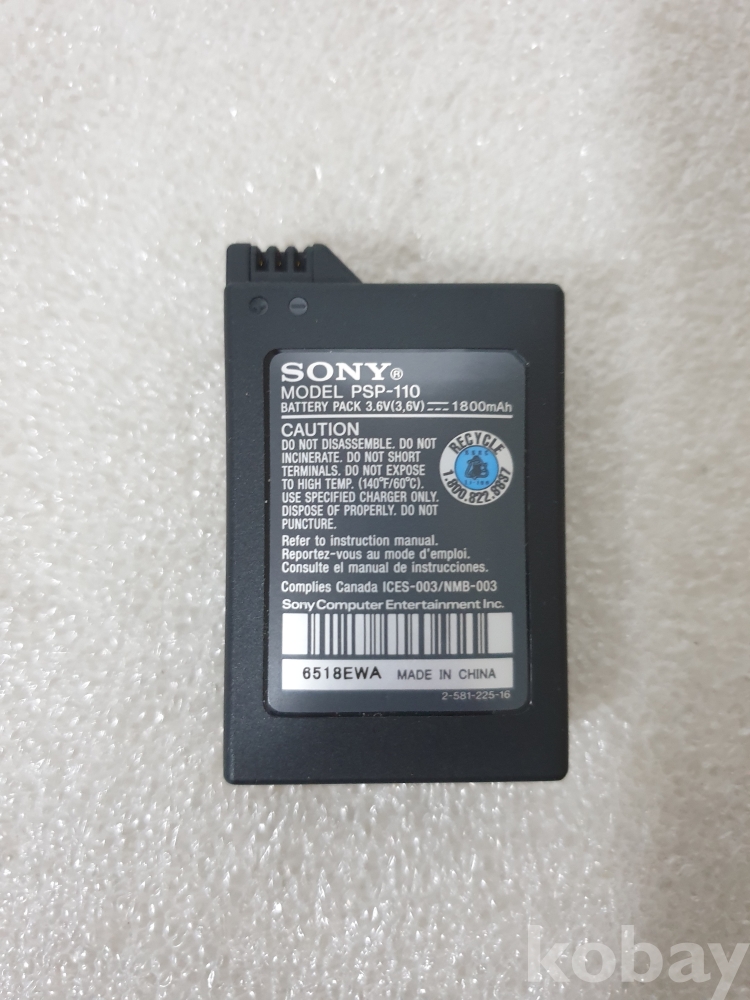 SONY®
MODEL PSP-110
BATTERY PACK 3.6V(3,6V) ⎓ 1800mAh
CAUTION
DO NOT DISASSEMBLE. DO NOT
INCINERATE. DO NOT SHORT
TERMINALS. DO NOT EXPOSE
TO HIGH TEMP. (140°F/60°C).
USE SPECIFIED CHARGER ONLY.
DISPOSE OF PROPERLY. DO NOT
PUNCTURE.
RECYCLE
1.800.822.8837
Refer to instruction manual.
Reportez-vous au mode d'emploi.
Consulte el manual de instrucciones.
Complies Canada ICES-003/NMB-003
Sony Computer Entertainment Inc.
6518EWA MADE IN CHINA
2-581-225-16
kobay